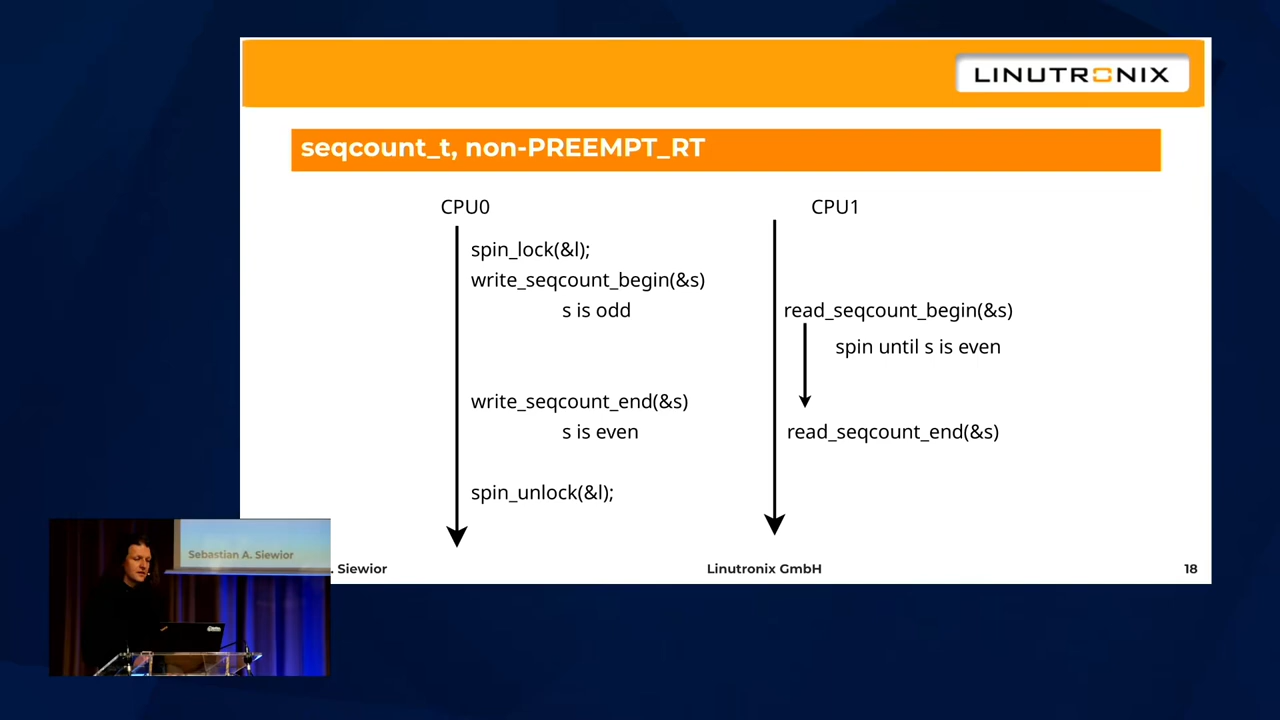 LINUTRONIX
seqcount_t, non-PREEMPT_RT
CPU0
CPU1
spin_lock(&l);
write_seqcount_begin(&s)
s is odd
read_seqcount_begin(&s)
spin until s is even
write_seqcount_end(&s)
s is even
read_seqcount_end(&s)
spin_unlock(&l);
Sebastian A. Siewior
. Siewior
Linutronix GmbH
18